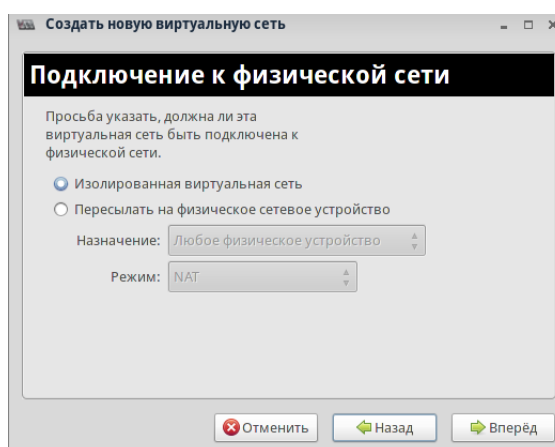 Создать новую виртуальную сеть
Подключение к физической сети
Просьба указать, должна ли эта
виртуальная сеть быть подключена к
физической сети.
Изолированная виртуальная сеть
Пересылать на физическое сетевое устройство
Назначение: Любое физическое устройство
Режим: NAT
Отменить Назад Вперёд